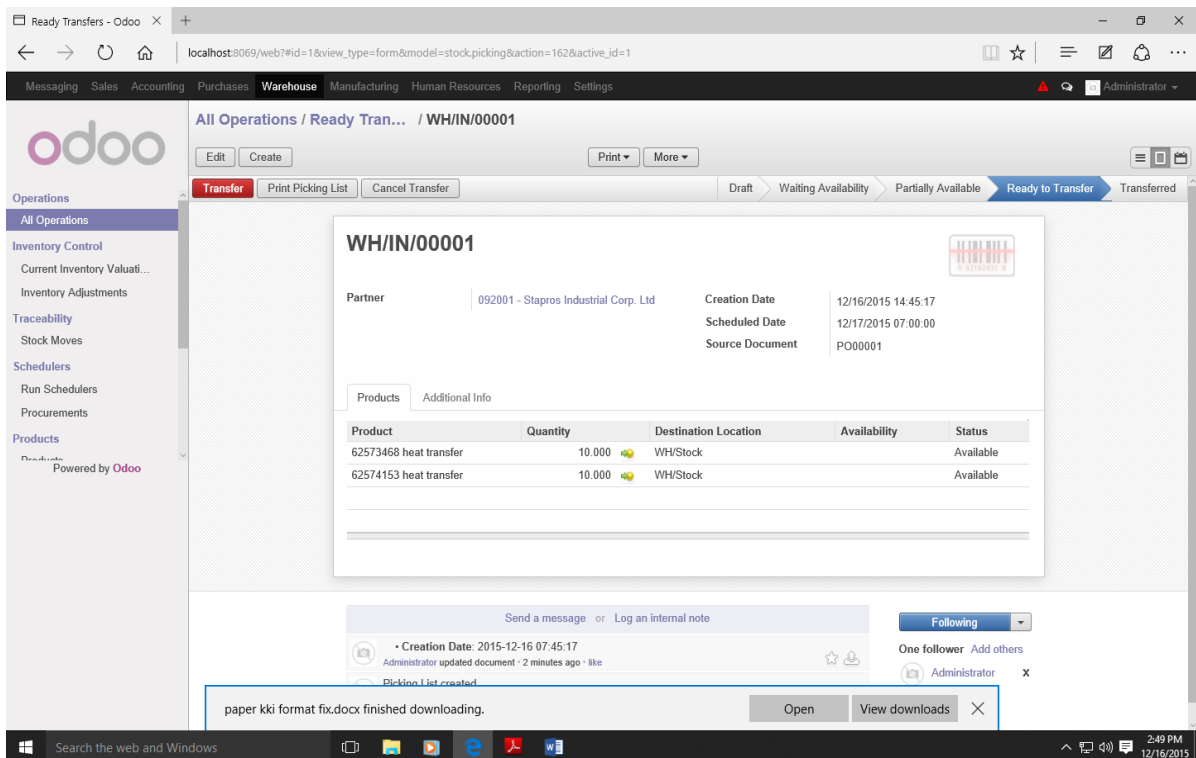 Ready Transfers - Odoo
localhost:8069/web?#id=1&view_type=form&model=stock.picking&action=162&active_id=1
Messaging Sales Accounting Purchases Warehouse Manufacturing Human Resources Reporting Settings Administrator
odoo
All Operations / Ready Tran... / WH/IN/00001
Edit Create Print More
Transfer Print Picking List Cancel Transfer Draft Waiting Availability Partially Available Ready to Transfer Transferred
Operations
All Operations
Inventory Control
Current Inventory Valuati...
Inventory Adjustments
Traceability
Stock Moves
Schedulers
Run Schedulers
Procurements
Products
Products
Powered by Odoo
WH/IN/00001
Partner 092001 - Stapros Industrial Corp. Ltd
Creation Date 12/16/2015 14:45:17
Scheduled Date 12/17/2015 07:00:00
Source Document PO00001
Products Additional Info
Product Quantity Destination Location Availability Status
62573468 heat transfer 10.000 WH/Stock Available
62574153 heat transfer 10.000 WH/Stock Available
Send a message or Log an internal note
• Creation Date: 2015-12-16 07:45:17
Administrator updated document • 2 minutes ago • like
Picking List created
Following
One follower Add others
Administrator x
paper kki format fix.docx finished downloading. Open View downloads
Search the web and Windows
2:49 PM
12/16/2015